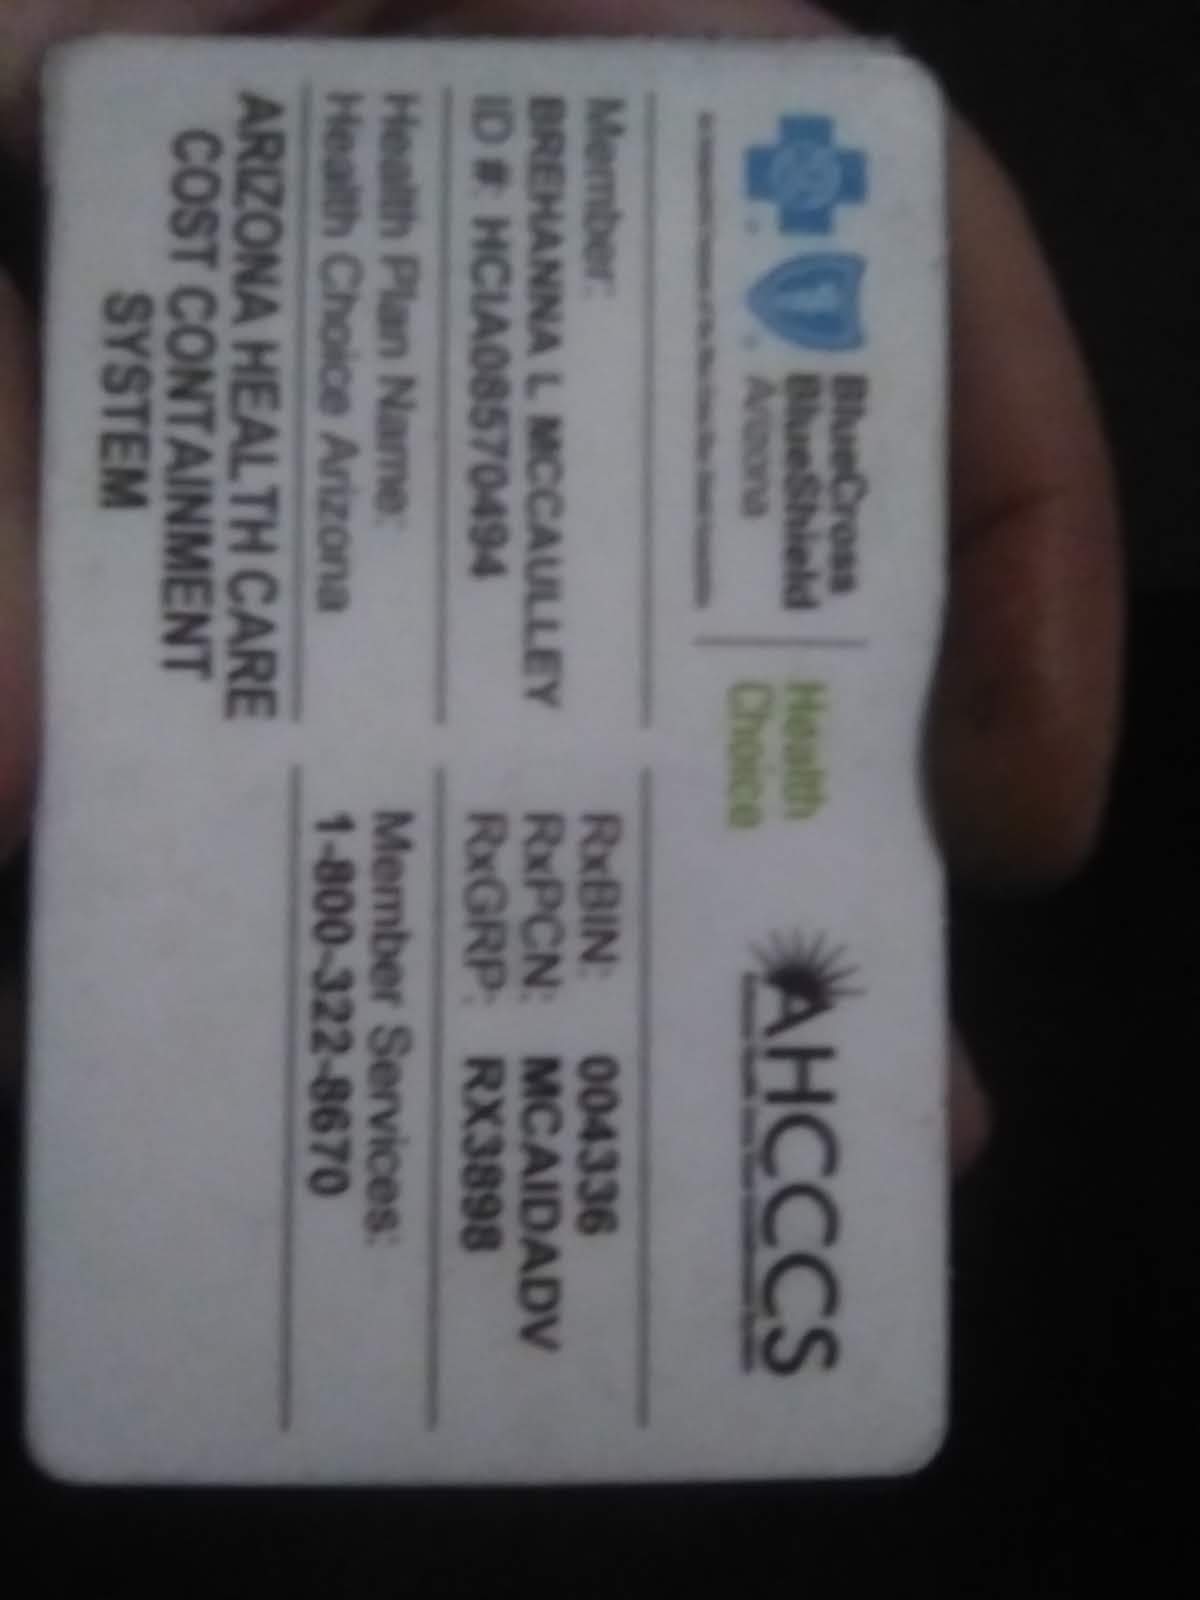 BlueCross
BlueShield
Arizona
Health
Choice
AHCCCS
Member:
BREHANNA L MCCAULLEY
ID #: HCIA08570494
Health Plan Name:
Health Choice Arizona
ARIZONA HEALTH CARE
COST CONTAINMENT
SYSTEM
RxBIN: 004336
RxPCN: MCAIDADV
RxGRP: RX3898
Member Services:
1-800-322-8670